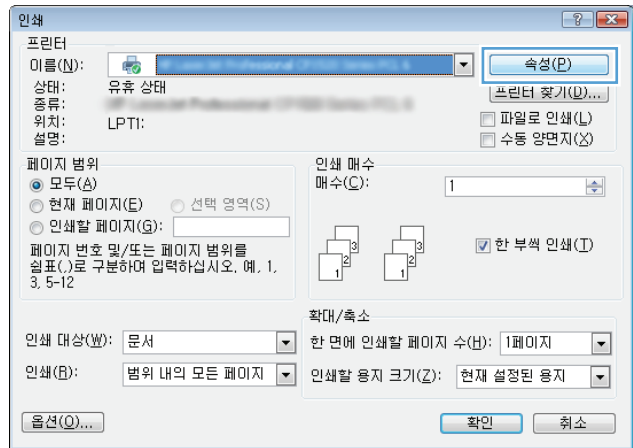 인쇄
프린터
이름(N):
속성(P)
상태: 유휴 상태
프린터 찾기(D)...
종류:
위치: LPT1:
파일로 인쇄(L)
설명:
수동 양면지(X)
페이지 범위
모두(A)
현재 페이지(E) 선택 영역(S)
인쇄할 페이지(G):
페이지 번호 및/또는 페이지 범위를
쉼표(,)로 구분하여 입력하십시오. 예, 1,
3, 5-12
인쇄 매수
매수(C): 1
3 3
2 2
1 1
한 부씩 인쇄(T)
인쇄 대상(W): 문서
인쇄(R): 범위 내의 모든 페이지
확대/축소
한 면에 인쇄할 페이지 수(H): 1페이지
인쇄할 용지 크기(Z): 현재 설정된 용지
옵션(O)...
확인 취소